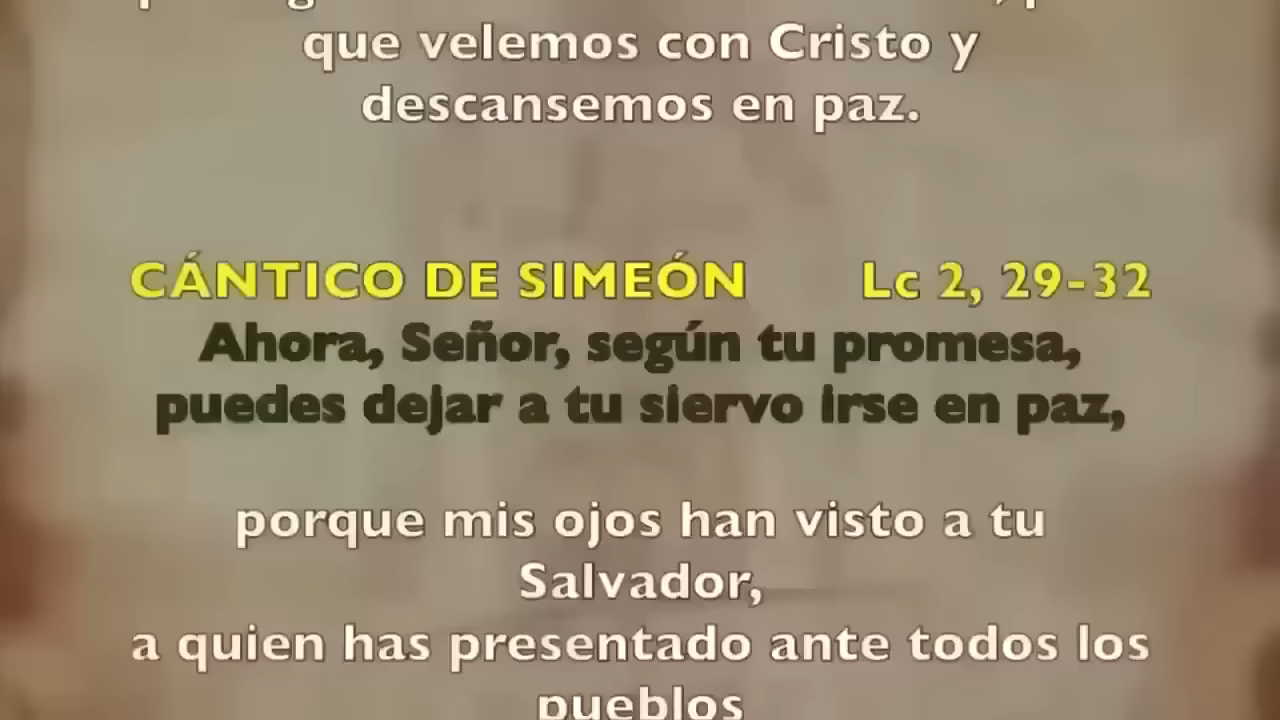 que velemos con Cristo y
descansemos en paz.
CÁNTICO DE SIMEÓN Lc 2, 29-32
Ahora, Señor, según tu promesa,
puedes dejar a tu siervo irse en paz,
porque mis ojos han visto a tu
Salvador,
a quien has presentado ante todos los
pueblos